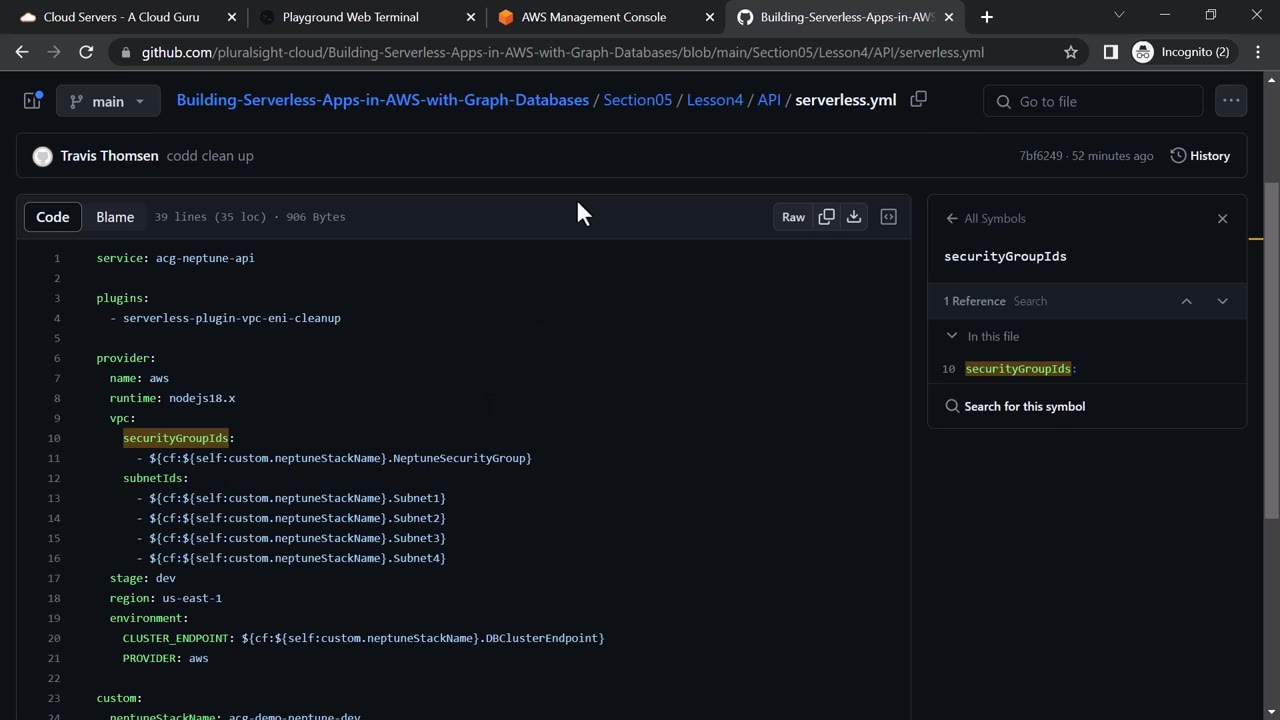 Cloud Servers - A Cloud Guru
Playground Web Terminal
AWS Management Console
Building-Serverless-Apps-in-AWS
github.com/pluralsight-cloud/Building-Serverless-Apps-in-AWS-with-Graph-Databases/blob/main/Section05/Lesson4/API/serverless.yml
Incognito (2)
main
Building-Serverless-Apps-in-AWS-with-Graph-Databases / Section05 / Lesson4 / API / serverless.yml
Go to file
Travis Thomsen codd clean up
7bf6249 · 52 minutes ago
History
Code
Blame
39 lines (35 loc) · 906 Bytes
Raw
1 service: acg-neptune-api
2
3 plugins:
4 - serverless-plugin-vpc-eni-cleanup
5
6 provider:
7 name: aws
8 runtime: nodejs18.x
9 vpc:
10 securityGroupIds:
11 - ${cf:${self:custom.neptuneStackName}.NeptuneSecurityGroup}
12 subnetIds:
13 - ${cf:${self:custom.neptuneStackName}.Subnet1}
14 - ${cf:${self:custom.neptuneStackName}.Subnet2}
15 - ${cf:${self:custom.neptuneStackName}.Subnet3}
16 - ${cf:${self:custom.neptuneStackName}.Subnet4}
17 stage: dev
18 region: us-east-1
19 environment:
20 CLUSTER_ENDPOINT: ${cf:${self:custom.neptuneStackName}.DBClusterEndpoint}
21 PROVIDER: aws
22
23 custom:
24 neptuneStackName: acg-demo-neptune-dev
All Symbols
securityGroupIds
1 Reference Search
In this file
10 securityGroupIds:
Search for this symbol